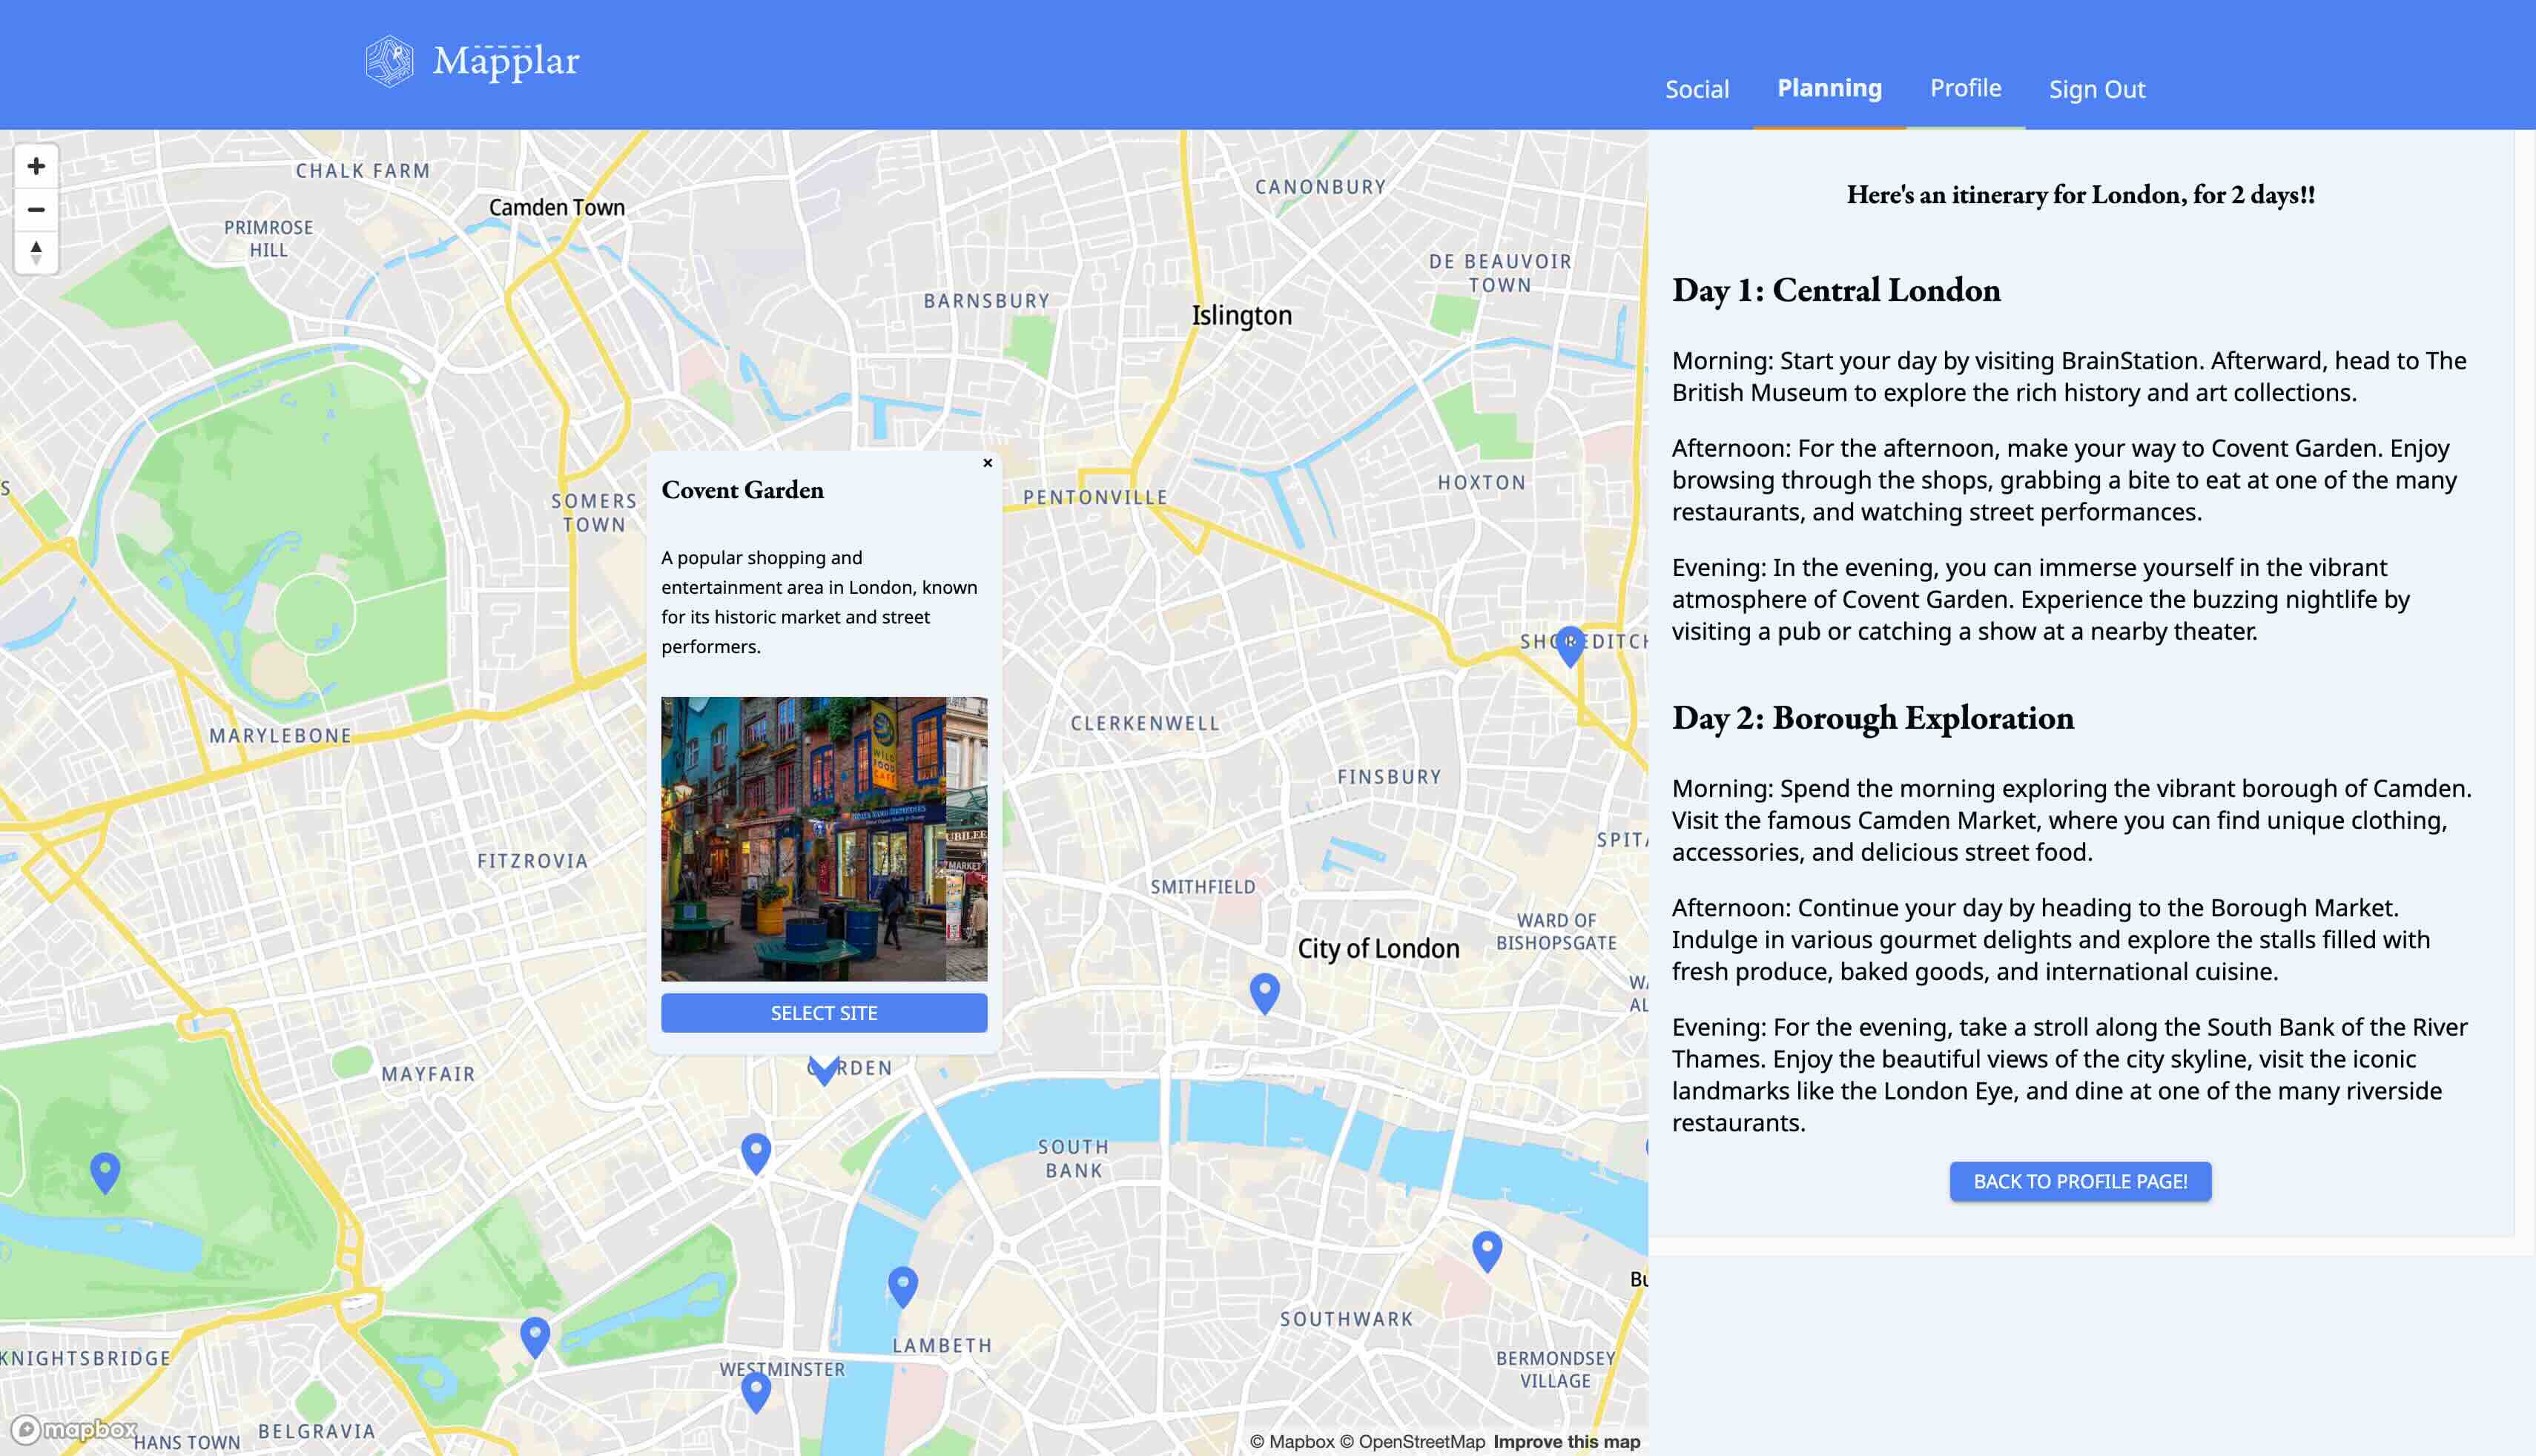 Mapplar
Social
Planning
Profile
Sign Out
CHALK FARM
CANONBURY
Camden Town
PRIMROSE
HILL
DE BEAUVOIR
TOWN
BARNSBURY
Islington
HOXTON
PENTONVILLE
SOMERS
TOWN
S
×
Covent Garden
A popular shopping and
entertainment area in London, known
for its historic market and street
performers.
WILD
FOOD
CAFE
UBILEE
MARKET
SELECT SITE
MARYLEBONE
CLERKENWELL
FINSBURY
SPITA
FITZROVIA
SMITHFIELD
WARD OF
BISHOPSGATE
City of London
WA
AL
MAYFAIR
RDEN
SOUTH
BANK
Bu
SOUTHWARK
LAMBETH
KNIGHTSBRIDGE
WESTMINSTER
BERMONDSEY
VILLAGE
BELGRAVIA
HANS TOWN
mapbox
© Mapbox © OpenStreetMap Improve this map
Here's an itinerary for London, for 2 days!!
Day 1: Central London
Morning: Start your day by visiting BrainStation. Afterward, head to The
British Museum to explore the rich history and art collections.
Afternoon: For the afternoon, make your way to Covent Garden. Enjoy
browsing through the shops, grabbing a bite to eat at one of the many
restaurants, and watching street performances.
Evening: In the evening, you can immerse yourself in the vibrant
atmosphere of Covent Garden. Experience the buzzing nightlife by
visiting a pub or catching a show at a nearby theater.
Day 2: Borough Exploration
Morning: Spend the morning exploring the vibrant borough of Camden.
Visit the famous Camden Market, where you can find unique clothing,
accessories, and delicious street food.
Afternoon: Continue your day by heading to the Borough Market.
Indulge in various gourmet delights and explore the stalls filled with
fresh produce, baked goods, and international cuisine.
Evening: For the evening, take a stroll along the South Bank of the River
Thames. Enjoy the beautiful views of the city skyline, visit the iconic
landmarks like the London Eye, and dine at one of the many riverside
restaurants.
BACK TO PROFILE PAGE!